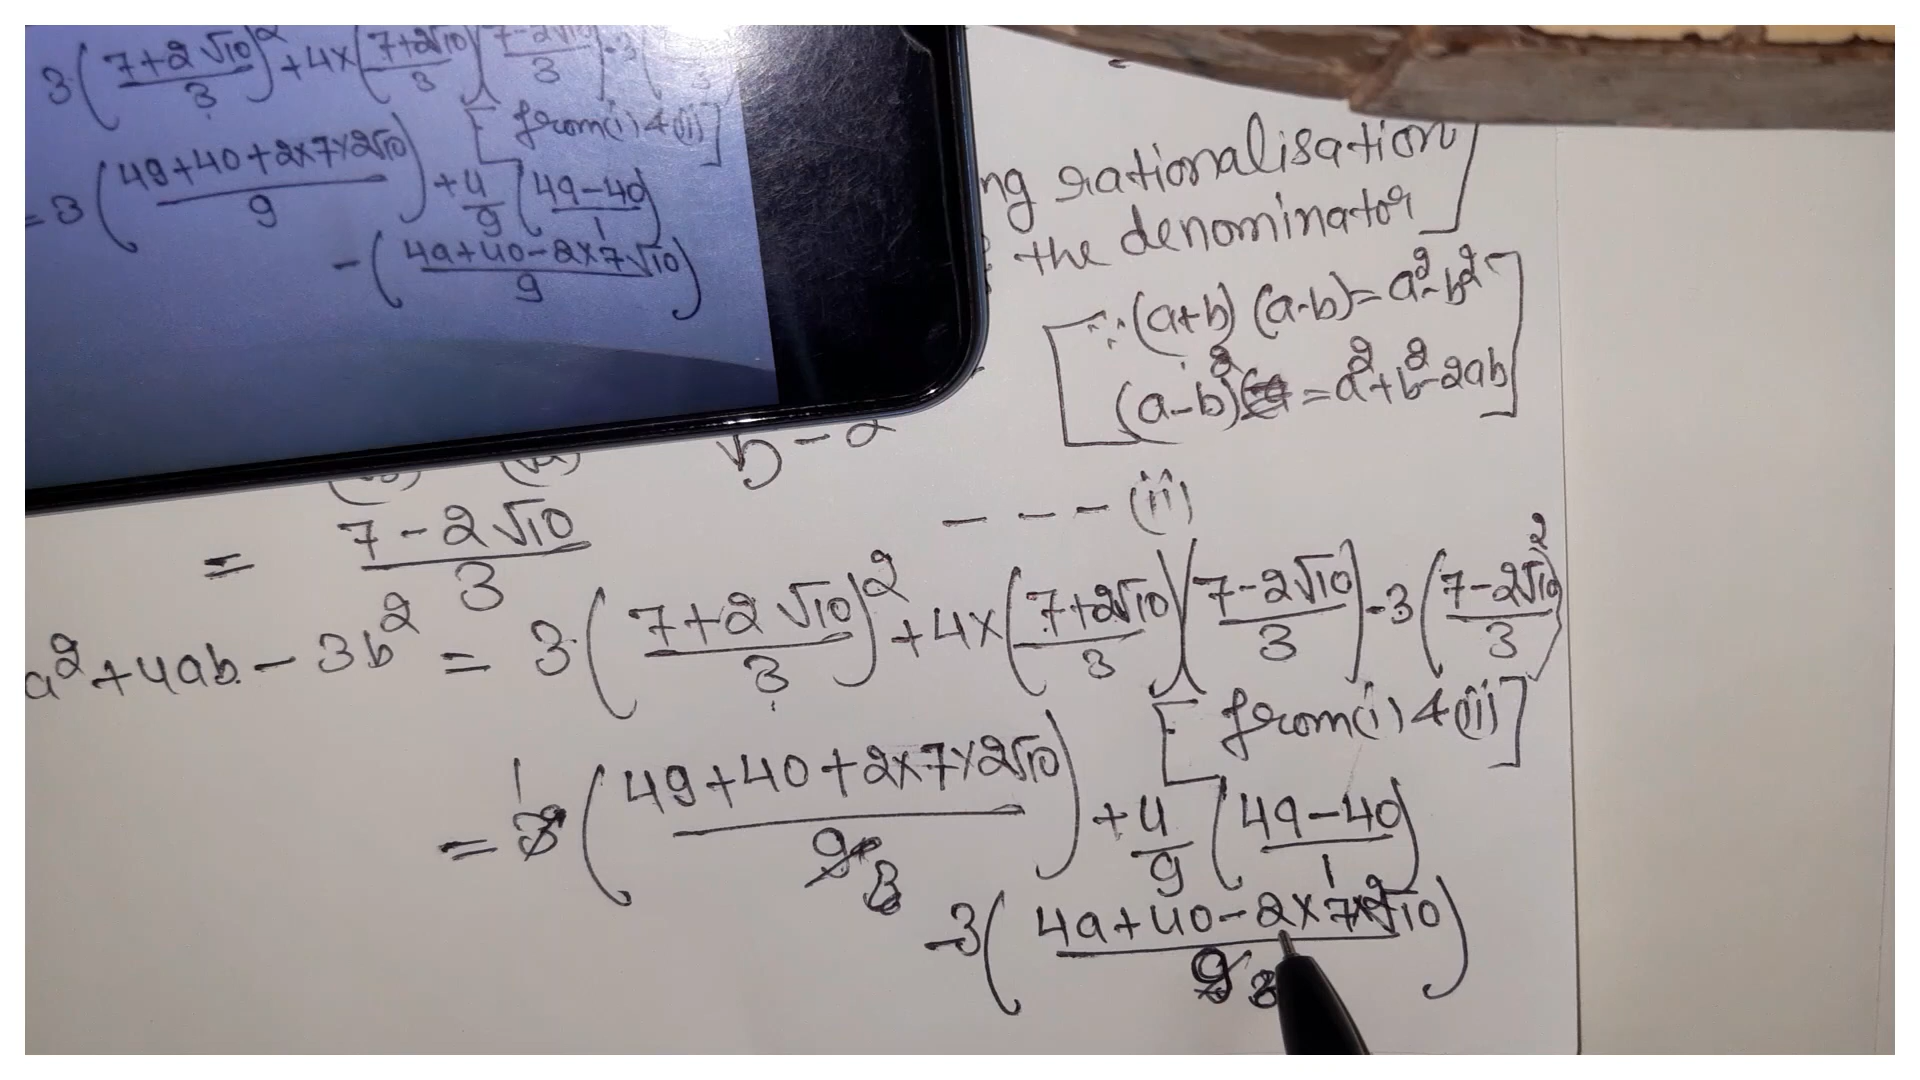 3(7+2√10/3)²+4×(7+2√10/3)(7-2√10/3)-3(
3
[from(i)&(ii)]
=3(49+40+2×7×2√10/9)+4/9(49-40/1)
-(49+40-2×7√10/9)
ng rationalisation
the denominator]
[∵(a+b)(a-b)=a²-b²
(a-b)²=a²+b²-2ab]
= 7-2√10/3 ---(ii)
a²+4ab-3b²=3(7+2√10/3)²+4×(7+2√10/3)(7-2√10/3)-3(7-2√10/3)²
[from(i)&(ii)]
1
=3(49+40+2×7×2√10/9 3)+4/9(49-40/1)
-3(49+40-2×7×2√10/9 3)